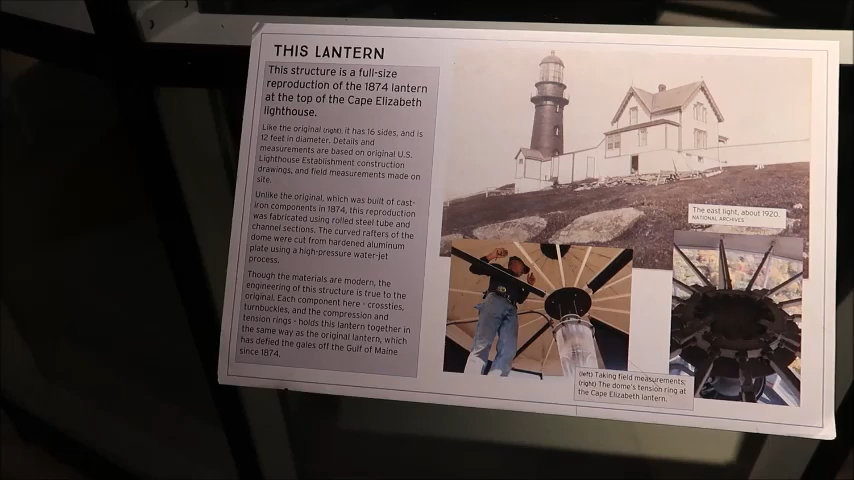 THIS LANTERN
This structure is a full-size
reproduction of the 1874 lantern
at the top of the Cape Elizabeth
lighthouse.
Like the original (right), it has 16 sides, and is
12 feet in diameter. Details and
measurements are based on original U.S.
Lighthouse Establishment construction
drawings, and field measurements made on
site.
Unlike the original, which was built of cast-
iron components in 1874, this reproduction
was fabricated using rolled steel tube and
channel sections. The curved rafters of the
dome were cut from hardened aluminum
plate using a high-pressure water-jet
process.
Though the materials are modern, the
engineering of this structure is true to the
original. Each component here - crossties,
turnbuckles, and the compression and
tension rings - holds this lantern together in
the same way as the original lantern, which
has defied the gales off the Gulf of Maine
since 1874.
The east light, about 1920.
NATIONAL ARCHIVES
(left) Taking field measurements;
(right) The dome's tension ring at
the Cape Elizabeth lantern.